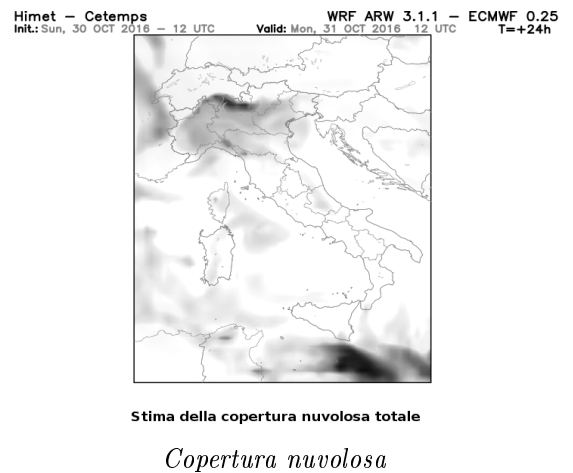 Himet – Cetemps WRF ARW 3.1.1 – ECMWF 0.25
Init.: Sun, 30 OCT 2016 – 12 UTC Valid: Mon, 31 OCT 2016 12 UTC T=+24h
Stima della copertura nuvolosa totale
Copertura nuvolosa